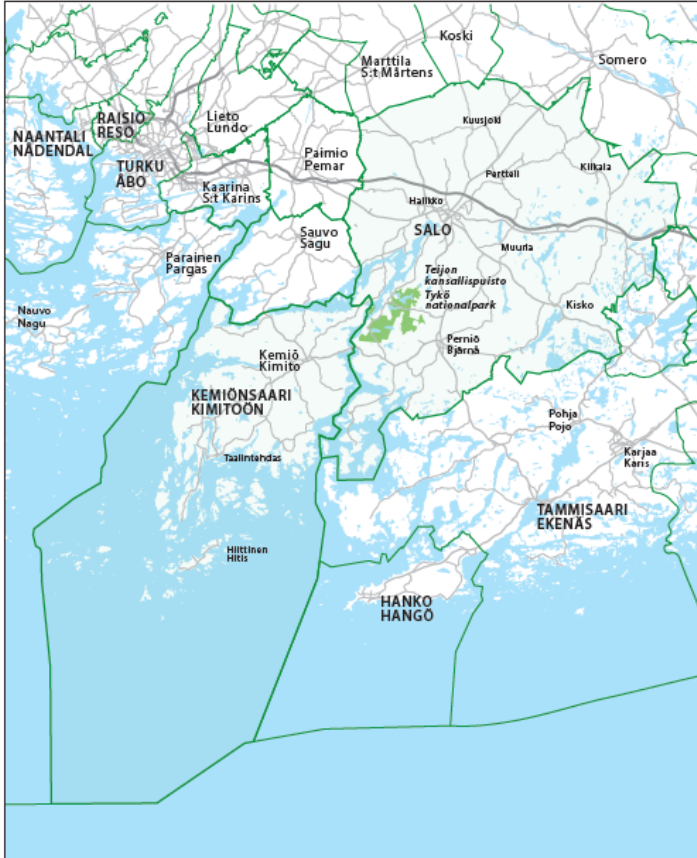 Koski
Marttila
S:t Mårtens
Somero
RAISIO
RESO
Lieto
Lundo
Kuusjoki
NAANTALI
NÅDENDAL
TURKU
ÅBO
Paimio
Pemar
Pertteli
Kiikala
Kaarina
S:t Karins
Halikko
SALO
Sauvo
Sagu
Muurla
Parainen
Pargas
Teijon
kansallispuisto
Tykö
nationalpark
Nauvo
Nagu
Kisko
Perniö
Bjärnå
Kemiö
Kimito
KEMIÖNSAARI
KIMITOÖN
Pohja
Pojo
Karjaa
Karis
Taalintehdas
TAMMISAARI
EKENÄS
Hiittinen
Hitis
HANKO
HANGÖ